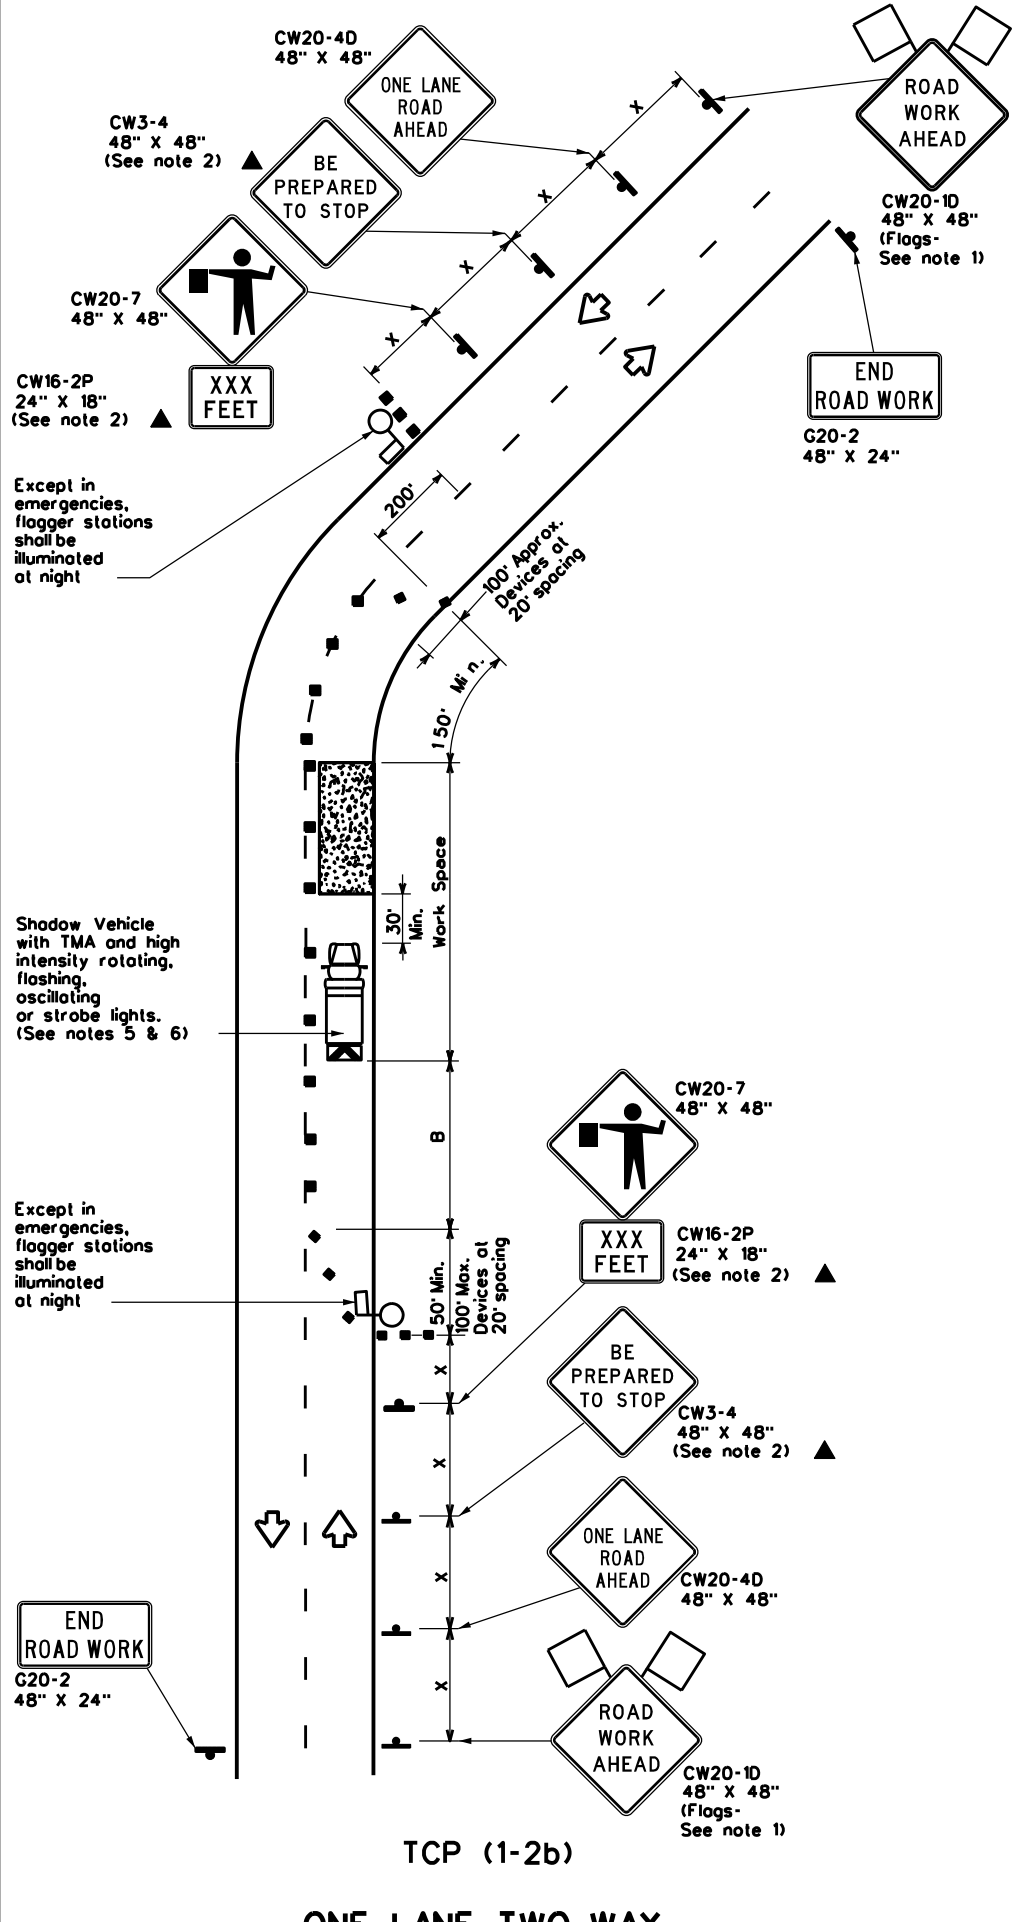 CW20-4D
48" X 48"
ONE LANE
ROAD
AHEAD
ROAD
WORK
AHEAD
CW3-4
48" X 48"
(See note 2)
BE
PREPARED
TO STOP
CW20-1D
48" X 48"
(Flags-
See note 1)
CW20-7
48" X 48"
XXX
FEET
CW16-2P
24" X 18"
(See note 2)
X
X
X
X
END
ROAD WORK
G20-2
48" X 24"
Except in
emergencies,
flagger stations
shall be
illuminated
at night
200'
100' Approx.
Devices at
20' spacing
150' Min.
Work Space
30'
Min.
Shadow Vehicle
with TMA and high
intensity rotating,
flashing,
oscillating
or strobe lights.
(See notes 5 & 6)
B
CW20-7
48" X 48"
XXX
FEET
CW16-2P
24" X 18"
(See note 2)
Except in
emergencies,
flagger stations
shall be
illuminated
at night
50' Min.
100' Max.
Devices at
20' spacing
X
X
X
X
BE
PREPARED
TO STOP
CW3-4
48" X 48"
(See note 2)
ONE LANE
ROAD
AHEAD
CW20-4D
48" X 48"
END
ROAD WORK
G20-2
48" X 24"
ROAD
WORK
AHEAD
CW20-1D
48" X 48"
(Flags-
See note 1)
TCP (1-2b)
ONE LANE TWO WAY